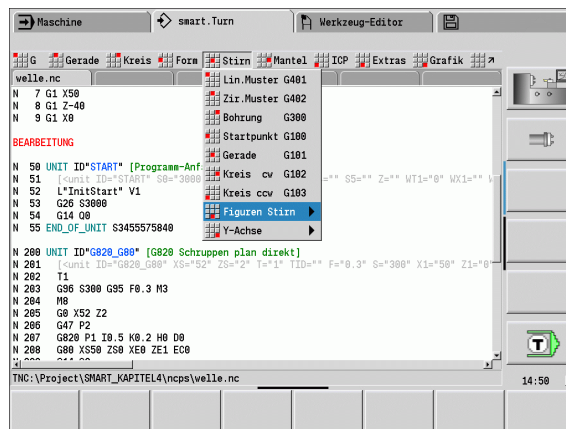 Maschine smart.Turn Werkzeug-Editor
G Gerade Kreis Form Stirn Mantel ICP Extras Grafik
welle.nc
Lin.Muster G401
Zir.Muster G402
Bohrung G300
Startpunkt G100
Gerade G101
Kreis cw G102
Kreis ccw G103
Figuren Stirn
Y-Achse
N 7 G1 X50
N 8 G1 Z-40
N 9 G1 X0
BEARBEITUNG
N 50 UNIT ID"START" [Programm-Anf
N 51 [<unit ID="START" S0="3000 ="" S5="" Z="" WT1="0" WX1="" W
N 52 L"InitStart" V1
N 53 G26 S3000
N 54 G14 Q0
N 55 END_OF_UNIT S3455575840
N 200 UNIT ID"G820_G80" [G820 Schruppen plan direkt]
N 201 [<unit ID="G820_G80" XS="52" ZS="2" T="1" TID="" F="0.3" S="300" X1="50" Z1="0"
N 202 T1
N 203 G96 S300 G95 F0.3 M3
N 204 M8
N 205 G0 X52 Z2
N 206 G47 P2
N 207 G820 P1 I0.5 K0.2 H0 D0
N 208 G80 XS50 ZS0 XE0 ZE1 EC0
TNC:\Project\SMART_KAPITEL4\ncps\welle.nc
T
14:50